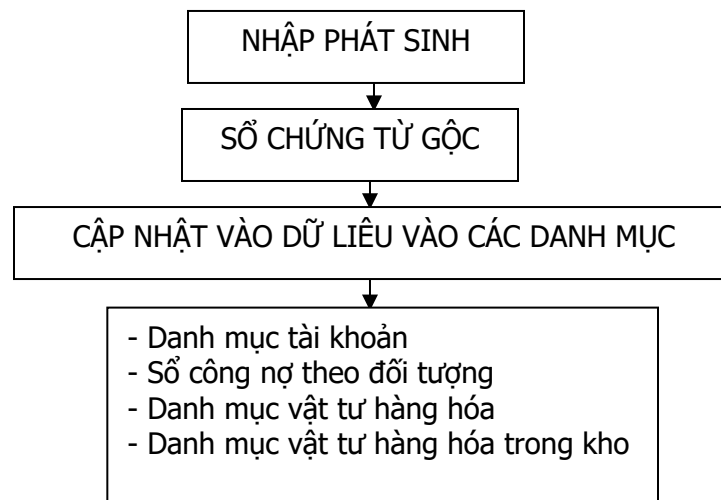 NHẬP PHÁT SINH
SỔ CHỨNG TỪ GỘC
CẬP NHẬT VÀO DỮ LIÊU VÀO CÁC DANH MỤC
- Danh mục tài khoản
- Sổ công nợ theo đối tượng
- Danh mục vật tư hàng hóa
- Danh mục vật tư hàng hóa trong kho